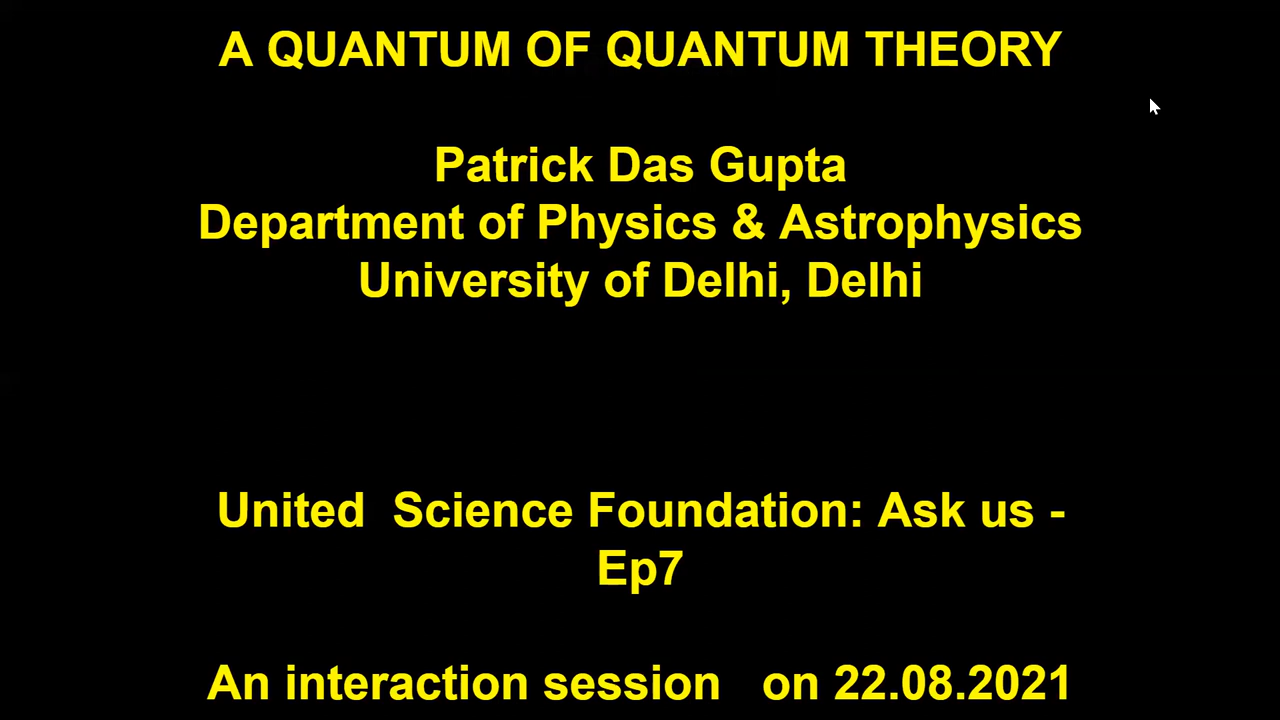 A QUANTUM OF QUANTUM THEORY
Patrick Das Gupta
Department of Physics & Astrophysics
University of Delhi, Delhi
United Science Foundation: Ask us -
Ep7
An interaction session on 22.08.2021